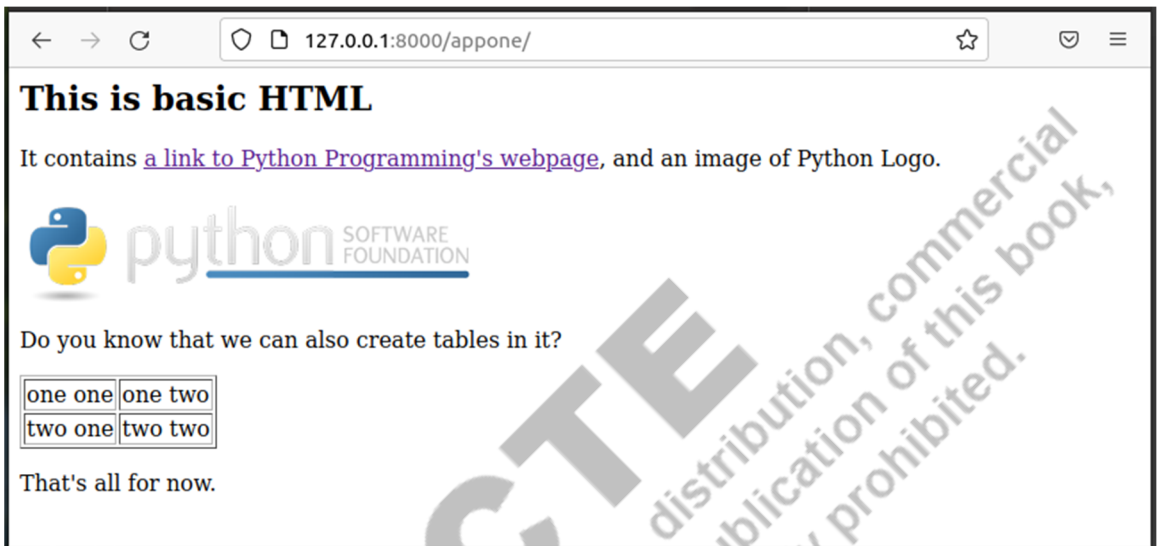 127.0.0.1:8000/appone/
This is basic HTML
It contains a link to Python Programming's webpage, and an image of Python Logo.
python SOFTWARE
FOUNDATION
Do you know that we can also create tables in it?
one one one two
two one two two
That's all for now.
CTE
distribution, commercial
publication of this book,
prohibited.